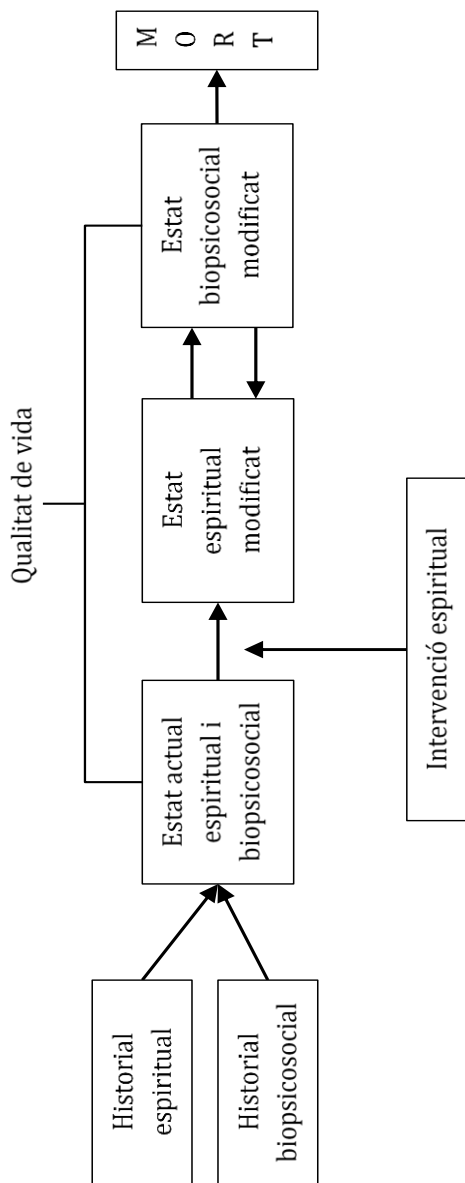 Qualitat de vida
Historial
espiritual
Historial
biopsicosocial
Estat actual
espiritual i
biopsicosocial
Estat
espiritual
modificat
Estat
biopsicosocial
modificat
M
O
R
T
Intervenció espiritual